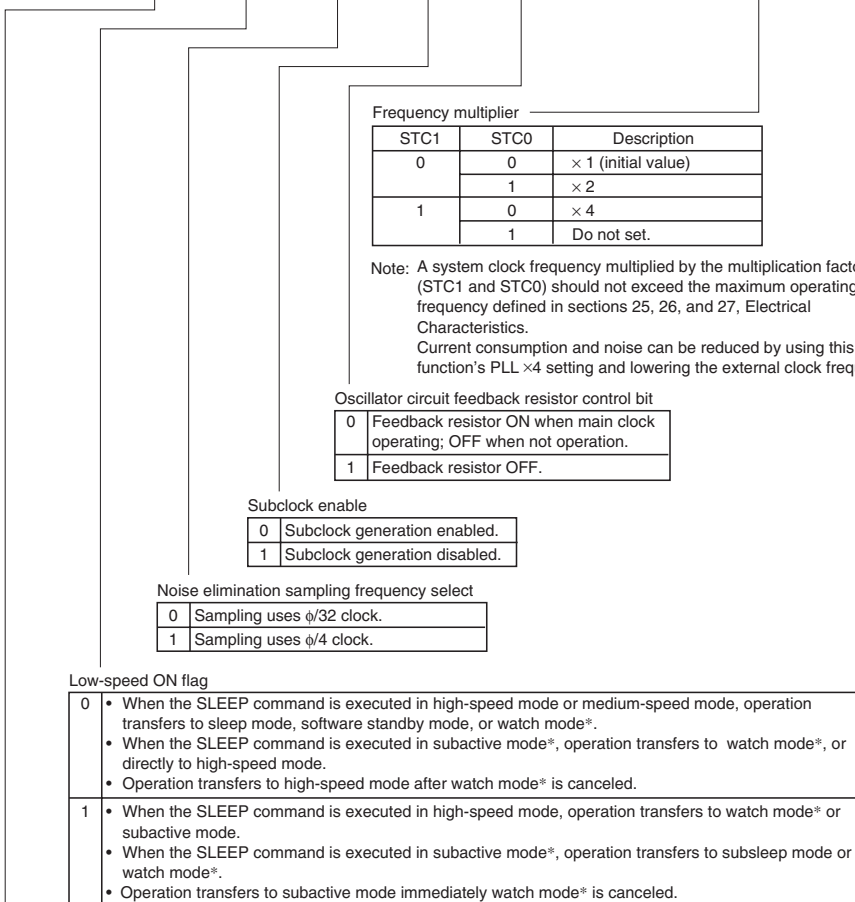 Frequency multiplier
STC1 STC0 Description
0 0 × 1 (initial value)
1 × 2
1 0 × 4
1 Do not set.
Note: A system clock frequency multiplied by the multiplication facto
(STC1 and STC0) should not exceed the maximum operating
frequency defined in sections 25, 26, and 27, Electrical
Characteristics.
Current consumption and noise can be reduced by using this
function's PLL ×4 setting and lowering the external clock frequ
Oscillator circuit feedback resistor control bit
0 Feedback resistor ON when main clock
operating; OFF when not operation.
1 Feedback resistor OFF.
Subclock enable
0 Subclock generation enabled.
1 Subclock generation disabled.
Noise elimination sampling frequency select
0 Sampling uses φ/32 clock.
1 Sampling uses φ/4 clock.
Low-speed ON flag
0 • When the SLEEP command is executed in high-speed mode or medium-speed mode, operation
transfers to sleep mode, software standby mode, or watch mode*.
• When the SLEEP command is executed in subactive mode*, operation transfers to watch mode*, or
directly to high-speed mode.
• Operation transfers to high-speed mode after watch mode* is canceled.
1 • When the SLEEP command is executed in high-speed mode, operation transfers to watch mode* or
subactive mode.
• When the SLEEP command is executed in subactive mode*, operation transfers to subsleep mode or
watch mode*.
• Operation transfers to subactive mode immediately watch mode* is canceled.